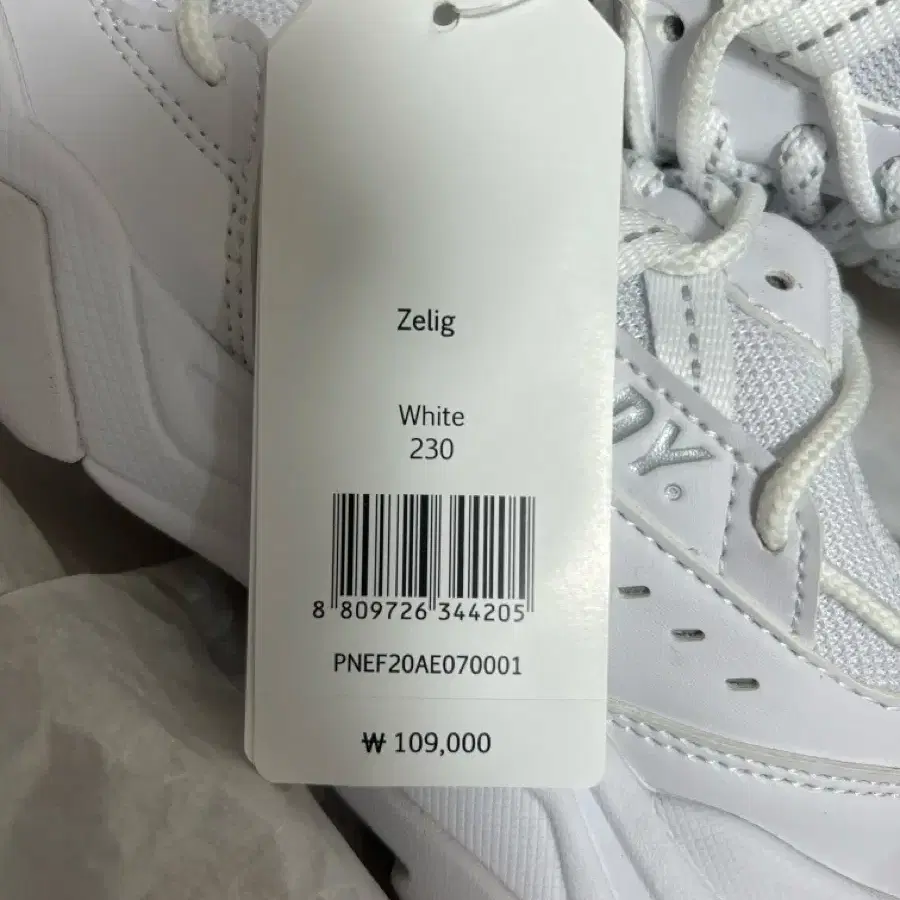 Zelig
White
230
8 809726 344205
PNEF20AE070001
₩ 109,000